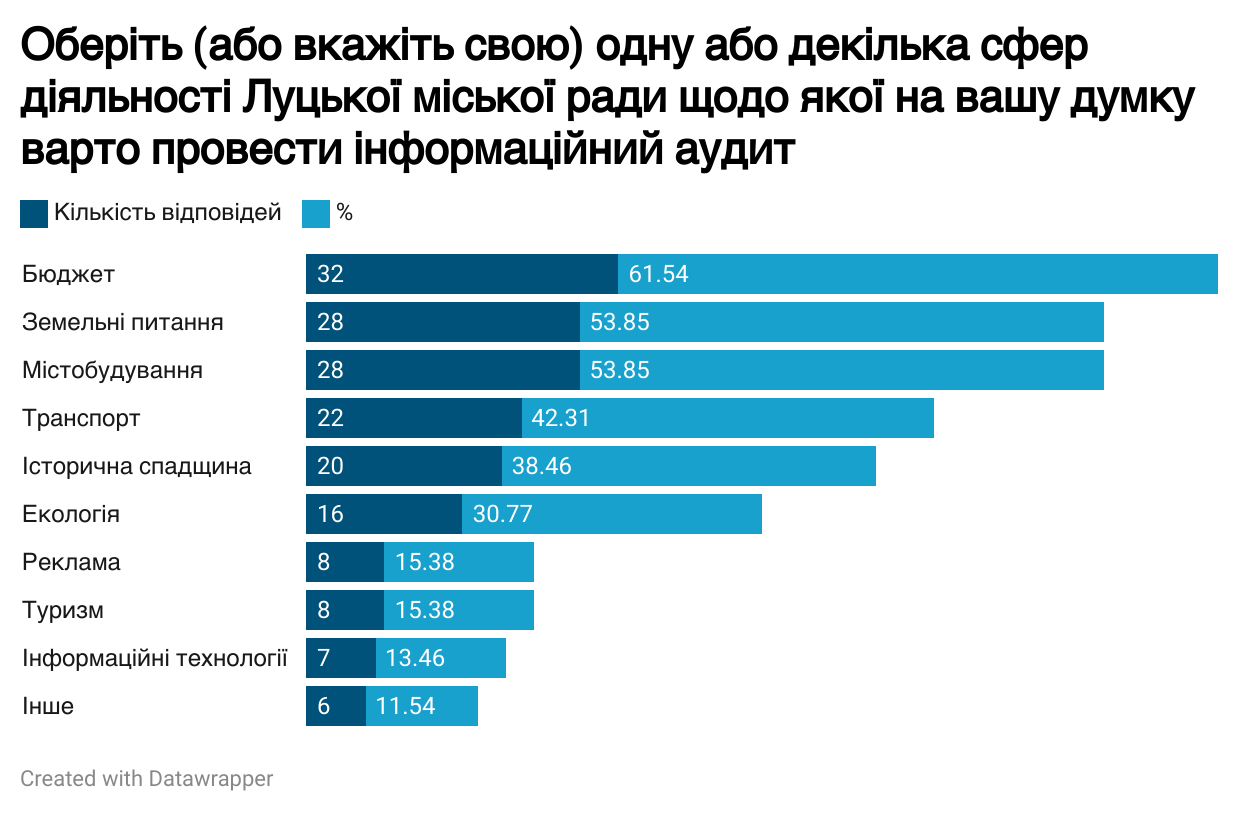 Оберіть (або вкажіть свою) одну або декілька сфер
діяльності Луцької міської ради щодо якої на вашу думку
варто провести інформаційний аудит
Кількість відповідей %
Бюджет 32 61.54
Земельні питання 28 53.85
Містобудування 28 53.85
Транспорт 22 42.31
Історична спадщина 20 38.46
Екологія 16 30.77
Реклама 8 15.38
Туризм 8 15.38
Інформаційні технології 7 13.46
Інше 6 11.54
Created with Datawrapper